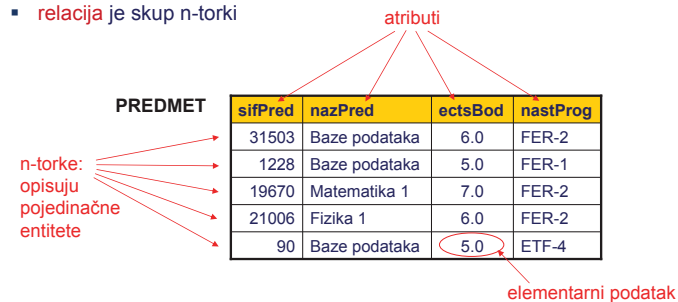 ▪ relacija je skup n-torki
atributi
PREDMET
sifPred nazPred ectsBod nastProg
31503 Baze podataka 6.0 FER-2
1228 Baze podataka 5.0 FER-1
19670 Matematika 1 7.0 FER-2
21006 Fizika 1 6.0 FER-2
90 Baze podataka 5.0 ETF-4
n-torke:
opisuju
pojedinačne
entitete
elementarni podatak